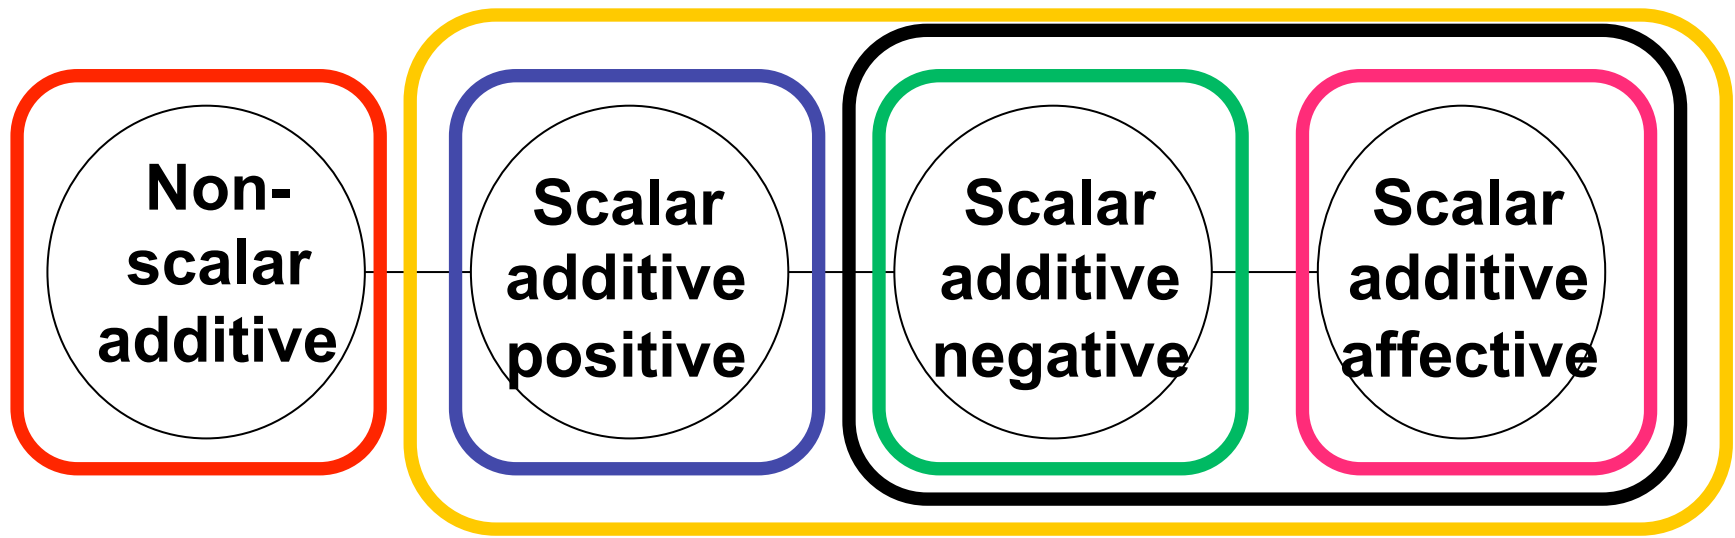 Non-
scalar
additive
Scalar
additive
positive
Scalar
additive
negative
Scalar
additive
affective